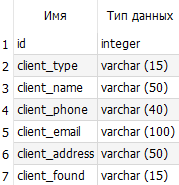 Имя Тип данных
1 id integer
2 client_type varchar (15)
3 client_name varchar (50)
4 client_phone varchar (40)
5 client_email varchar (100)
6 client_address varchar (50)
7 client_found varchar (15)